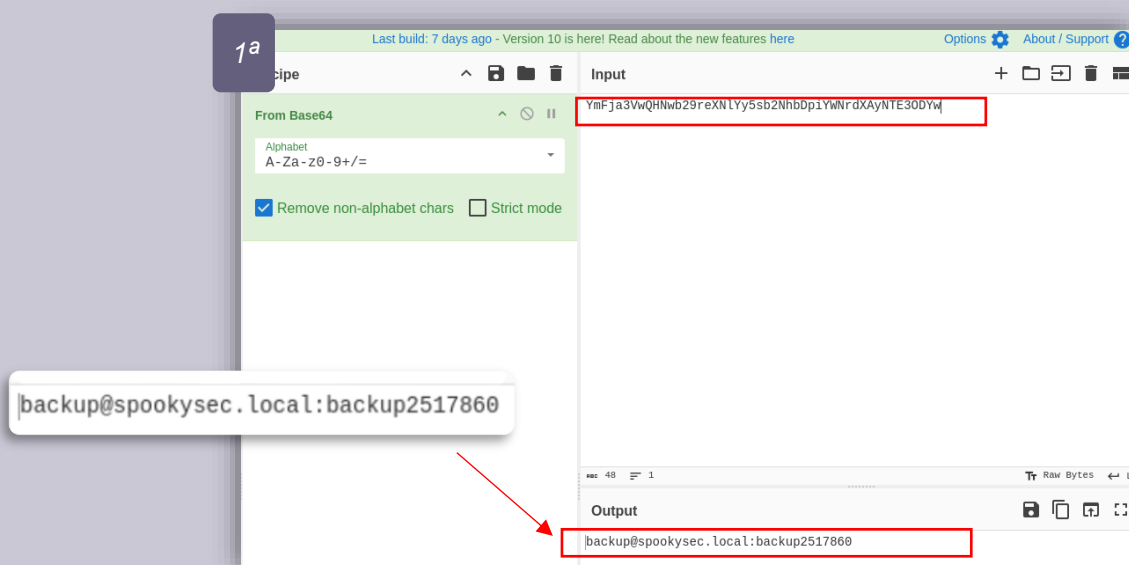 1ª
Last build: 7 days ago - Version 10 is here! Read about the new features here
Options
About / Support
cipe
Input
From Base64
YmFja3VwQHNwb29reXNlYy5sb2NhbDpiYWNrdXAyNTE3ODYw
Alphabet
A-Za-z0-9+/=
Remove non-alphabet chars
Strict mode
backup@spookysec.local:backup2517860
48
1
Raw Bytes
Output
backup@spookysec.local:backup2517860